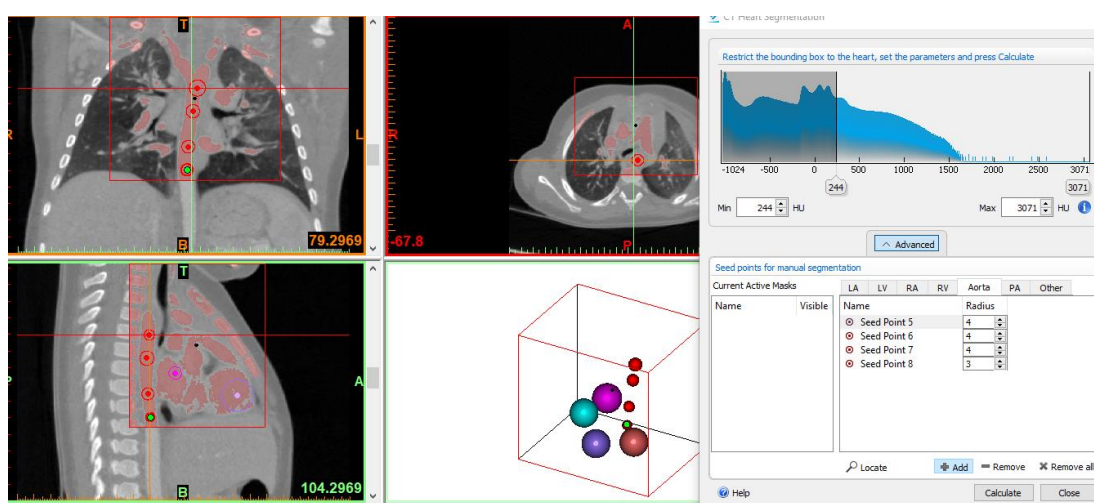 T
R
L
B
79.2969
A
R
P
-67.8
T
P
A
B
104.2969
CT Heart Segmentation
Restrict the bounding box to the heart, set the parameters and press Calculate
3071
-1024 -500 0 500 1000 1500 2000 2500 3071
244 3071
Min 244 HU Max 3071 HU
Advanced
Seed points for manual segmentation
Current Active Masks LA LV RA RV Aorta PA Other
Name Visible Name Radius
Seed Point 5 4
Seed Point 6 4
Seed Point 7 4
Seed Point 8 3
Locate Add Remove Remove all
Help Calculate Close